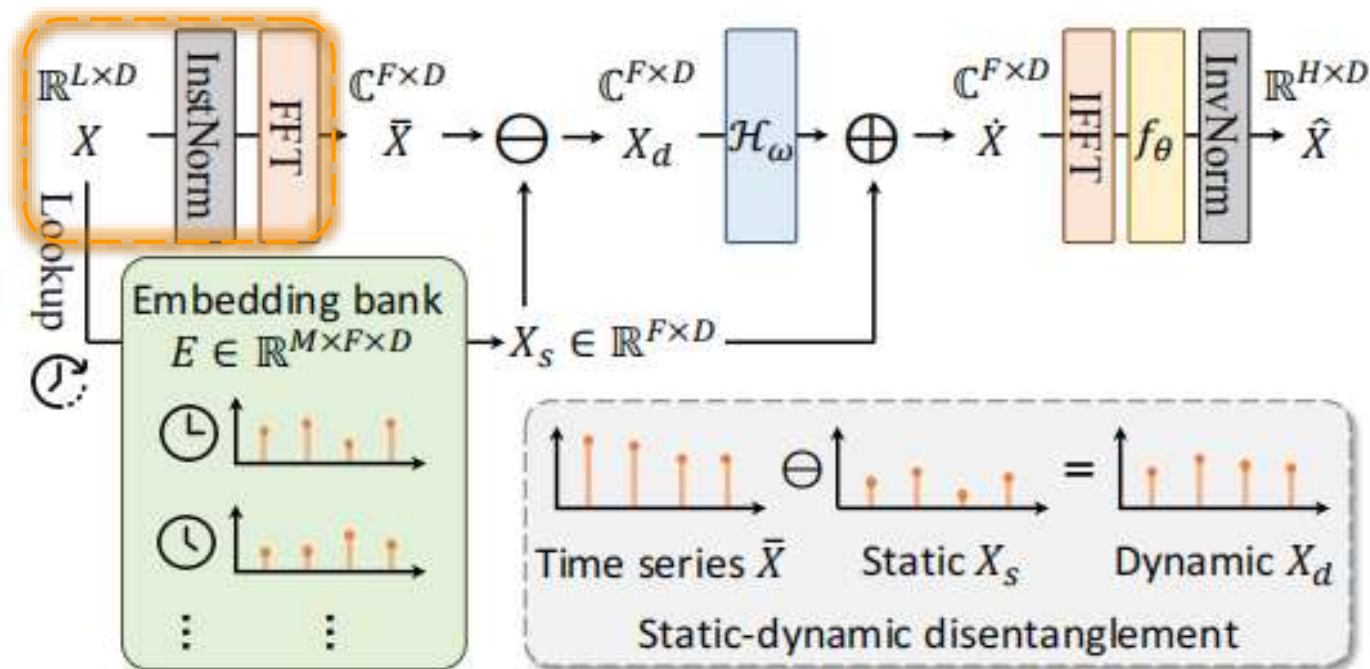 ℝ^{L×D} X InstNorm FFT ℂ^{F×D} X̄ ⊖ ℂ^{F×D} X_d ℋ_ω ⊕ ℂ^{F×D} Ẋ IFFT f_θ InvNorm ℝ^{H×D} X̂
Lookup
Embedding bank
E ∈ ℝ^{M×F×D}
X_s ∈ ℝ^{F×D}
⋮ ⋮
⊖ =
Time series X̄ Static X_s Dynamic X_d
Static-dynamic disentanglement